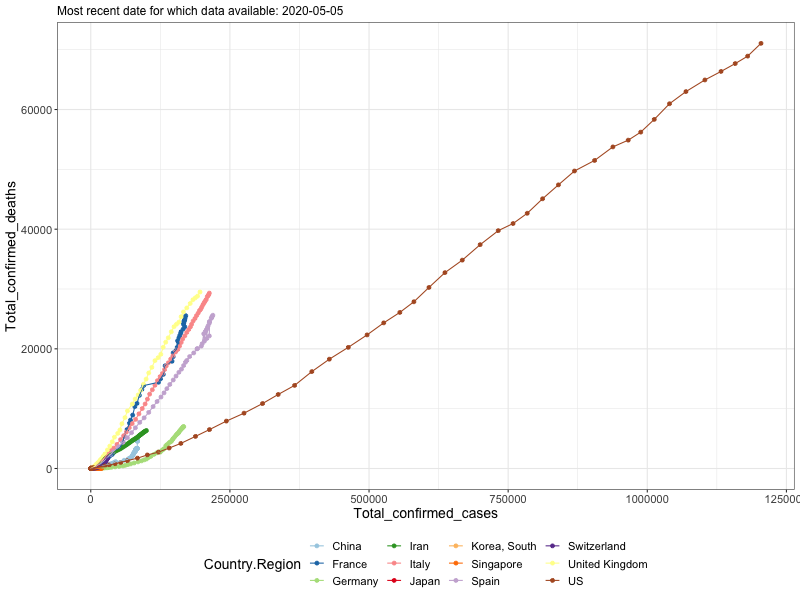 Most recent date for which data available: 2020-05-05
60000
40000
20000
0
Total_confirmed_deaths
0 250000 500000 750000 1000000 125000
Total_confirmed_cases
Country.Region
China Iran Korea, South Switzerland
France Italy Singapore United Kingdom
Germany Japan Spain US